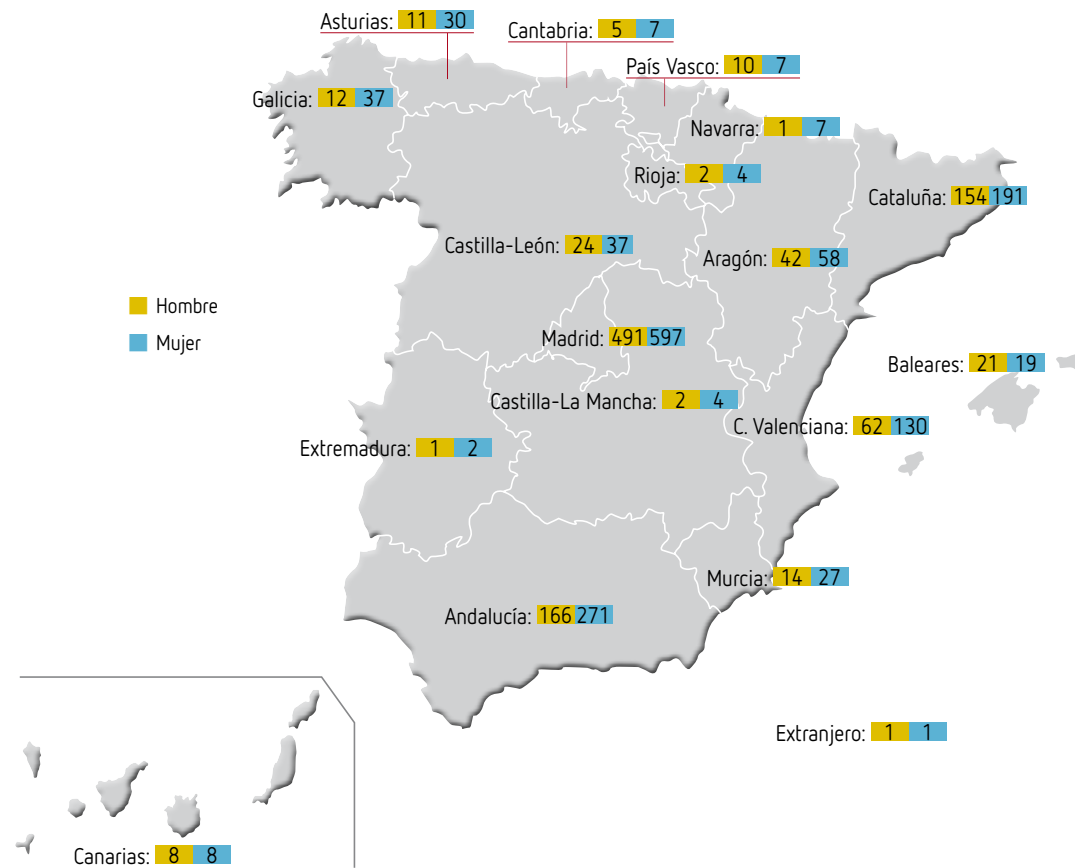 Asturias: 11 30
Cantabria: 5 7
País Vasco: 10 7
Galicia: 12 37
Navarra: 1 7
Rioja: 2 4
Cataluña: 154 191
Castilla-León: 24 37
Aragón: 42 58
Hombre
Mujer
Madrid: 491 597
Baleares: 21 19
Castilla-La Mancha: 2 4
C. Valenciana: 62 130
Extremadura: 1 2
Murcia: 14 27
Andalucía: 166 271
Extranjero: 1 1
Canarias: 8 8